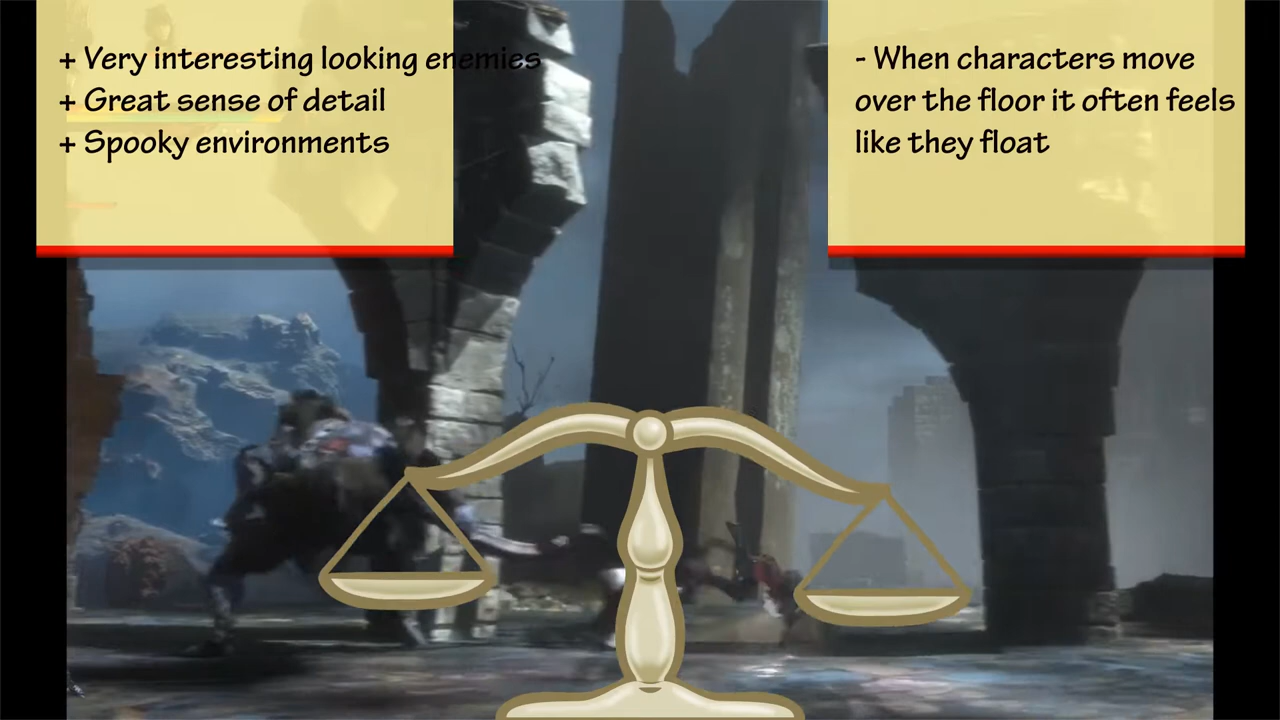 + Very interesting looking enemies
+ Great sense of detail
+ Spooky environments
- When characters move
over the floor it often feels
like they float